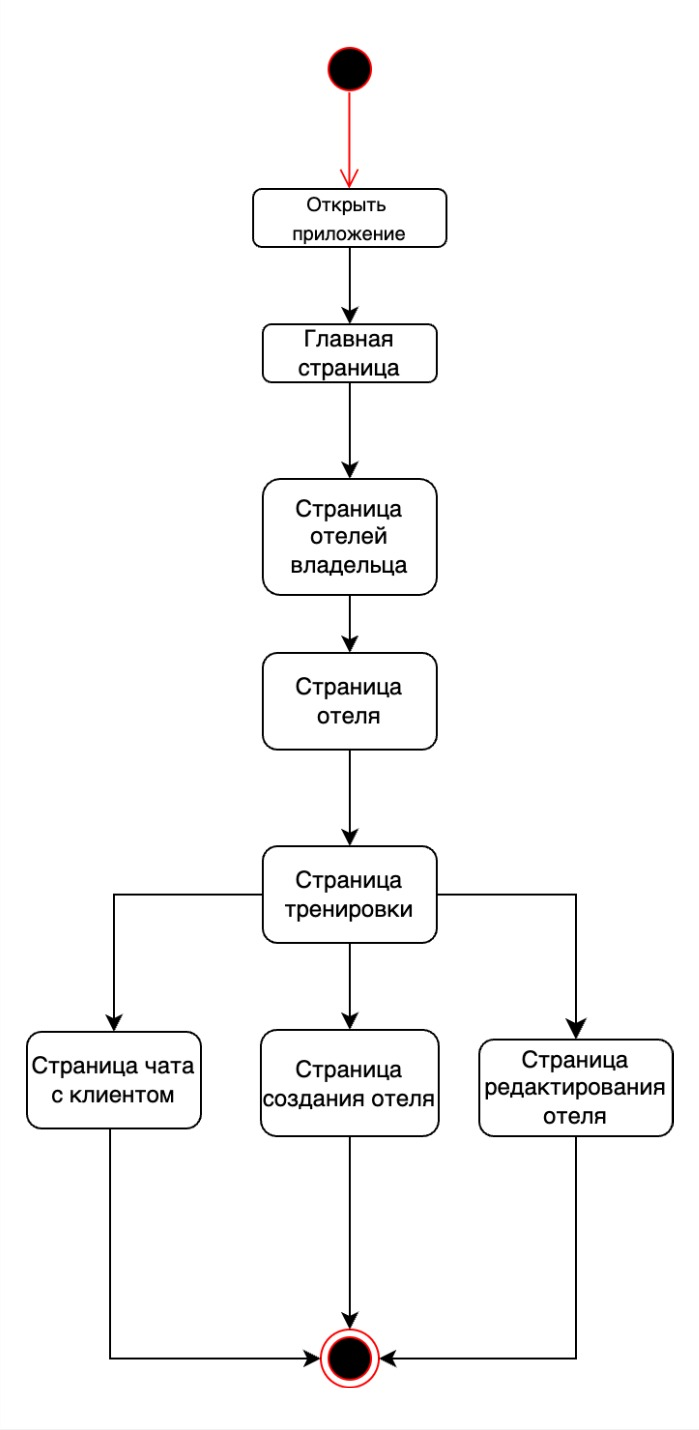 Открыть
приложение
Главная
страница
Страница
отелей
владельца
Страница
отеля
Страница
тренировки
Страница чата
с клиентом
Страница
создания отеля
Страница
редактирования
отеля